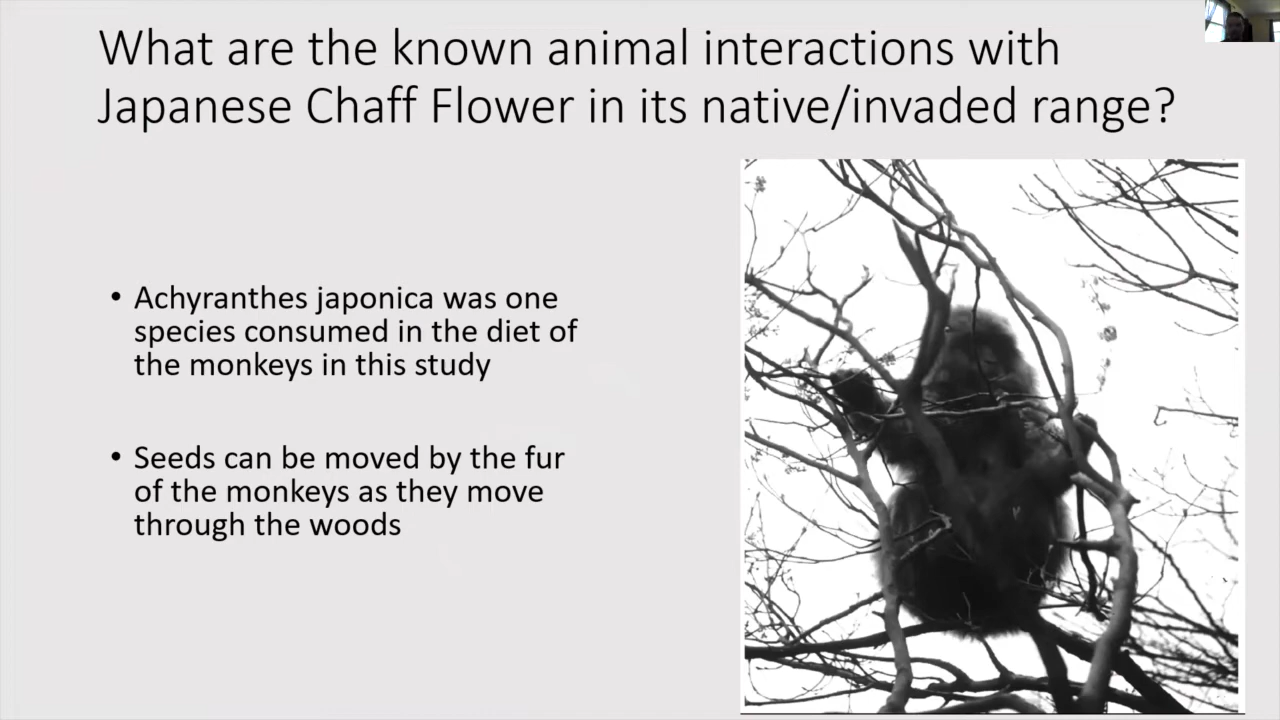 What are the known animal interactions with
Japanese Chaff Flower in its native/invaded range?
• Achyranthes japonica was one
species consumed in the diet of
the monkeys in this study
• Seeds can be moved by the fur
of the monkeys as they move
through the woods